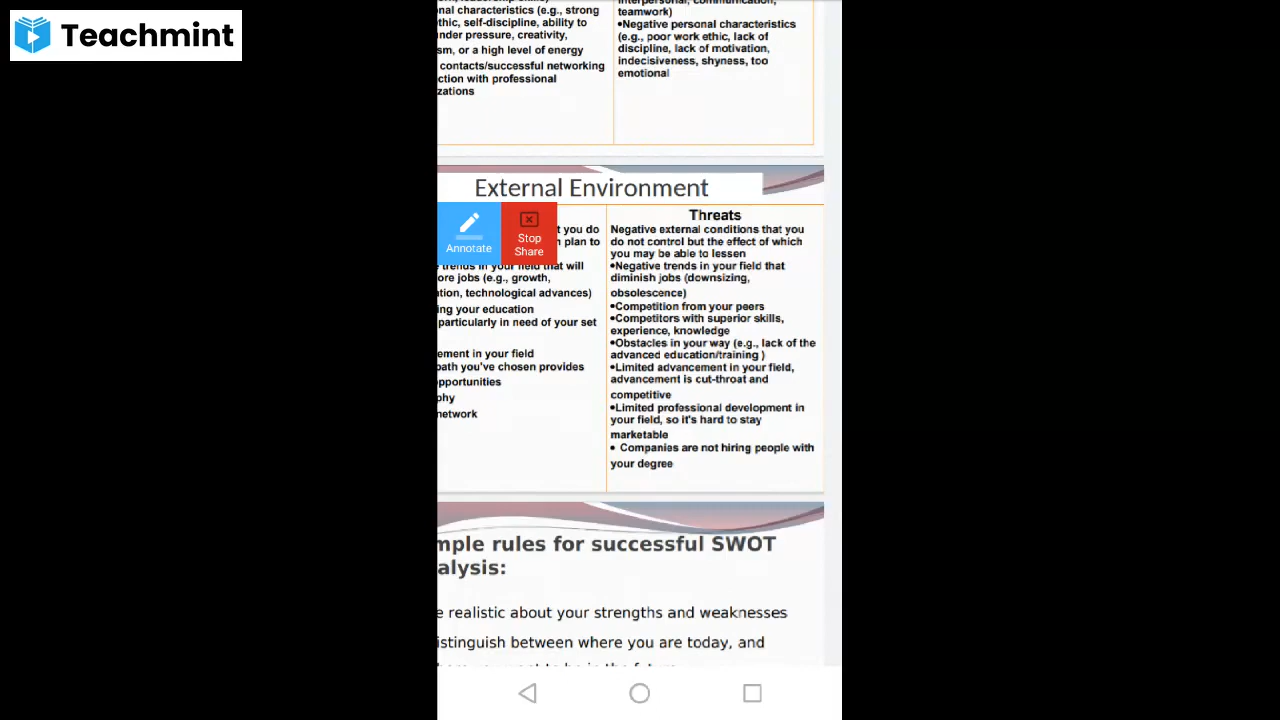 Teachmint
onal characteristics (e.g., strong
thic, self-discipline, ability to
under pressure, creativity,
sm, or a high level of energy
contacts/successful networking
ction with professional
zations
interpersonal, communication,
teamwork)
•Negative personal characteristics
(e.g., poor work ethic, lack of
discipline, lack of motivation,
indecisiveness, shyness, too
emotional
External Environment
Annotate
Stop
Share
t you do
plan to
trends in your field that will
ore jobs (e.g., growth,
tion, technological advances)
ing your education
particularly in need of your set
ement in your field
path you've chosen provides
opportunities
phy
network
Threats
Negative external conditions that you
do not control but the effect of which
you may be able to lessen
•Negative trends in your field that
diminish jobs (downsizing,
obsolescence)
•Competition from your peers
•Competitors with superior skills,
experience, knowledge
•Obstacles in your way (e.g., lack of the
advanced education/training )
•Limited advancement in your field,
advancement is cut-throat and
competitive
•Limited professional development in
your field, so it's hard to stay
marketable
• Companies are not hiring people with
your degree
mple rules for successful SWOT
alysis:
e realistic about your strengths and weaknesses
istinguish between where you are today, and